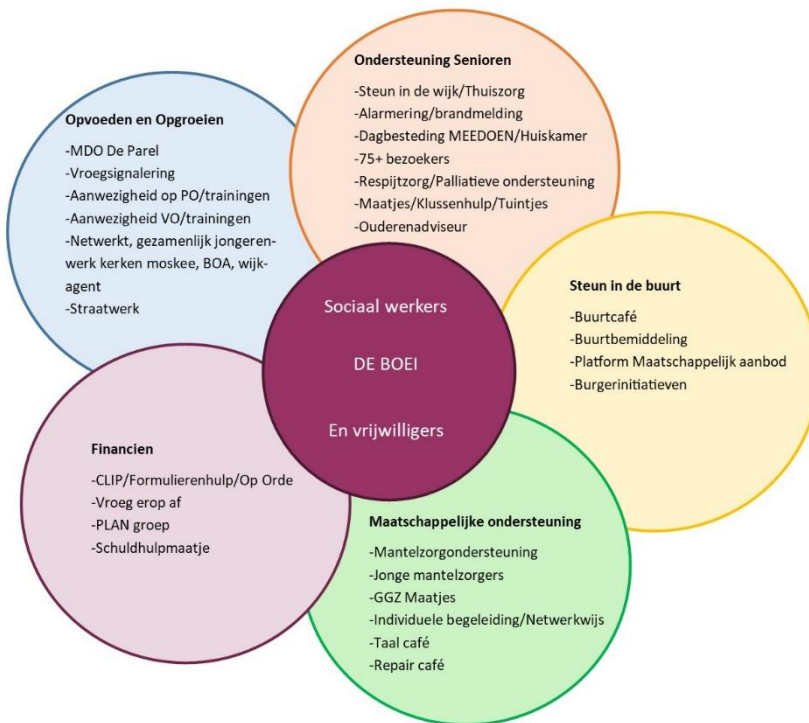 Ondersteuning Senioren
-Steun in de wijk/Thuiszorg
-Alarmering/brandmelding
-Dagbesteding MEEDOEN/Huiskamer
-75+ bezoekers
-Respijtzorg/Palliatieve ondersteuning
-Maatjes/Klussenhulp/Tuintjes
-Ouderenadviseur
Opvoeden en Opgroeien
-MDO De Parel
-Vroegsignalering
-Aanwezigheid op PO/trainingen
-Aanwezigheid VO/trainingen
-Netwerkt, gezamenlijk jongeren-
werk kerken moskee, BOA, wijk-
agent
-Straatwerk
Steun in de buurt
-Buurtcafé
-Buurtbemiddeling
-Platform Maatschappelijk aanbod
-Burgerinitiatieven
Sociaal werkers
DE BOEI
En vrijwilligers
Financien
-CLIP/Formulierenhulp/Op Orde
-Vroeg erop af
-PLAN groep
-Schuldhulpmaatje
Maatschappelijke ondersteuning
-Mantelzorgondersteuning
-Jonge mantelzorgers
-GGZ Maatjes
-Individuele begeleiding/Netwerkwijs
-Taal café
-Repair café